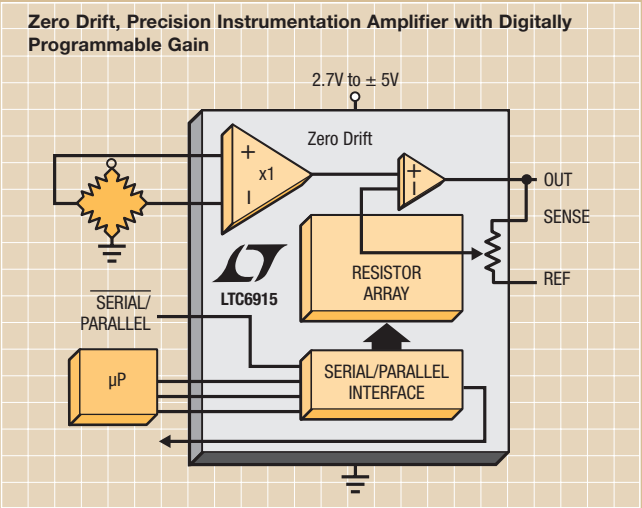 Zero Drift, Precision Instrumentation Amplifier with Digitally
Programmable Gain
2.7V to ± 5V
Zero Drift
+
x1
–
+
–
OUT
SENSE
REF
LTC6915
RESISTOR
ARRAY
SERIAL/
PARALLEL
µP
SERIAL/PARALLEL
INTERFACE